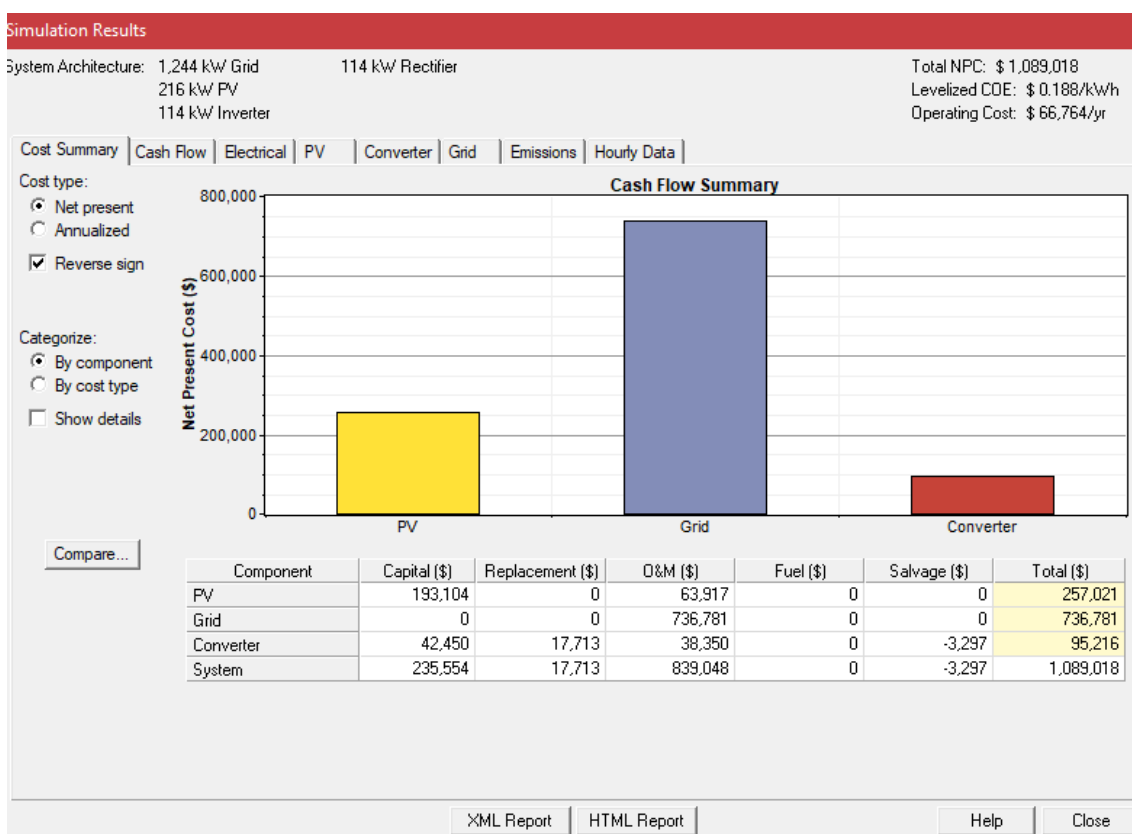 Simulation Results
System Architecture: 1,244 kW Grid 114 kW Rectifier Total NPC: $ 1,089,018
216 kW PV Levelized COE: $ 0.188/kWh
114 kW Inverter Operating Cost: $ 66,764/yr
Cost Summary Cash Flow Electrical PV Converter Grid Emissions Hourly Data
Cost type:
Net present
Annualized
Reverse sign
Categorize:
By component
By cost type
Show details
Compare...
Cash Flow Summary
Net Present Cost ($)
800,000
600,000
400,000
200,000
0
PV Grid Converter
Component Capital ($) Replacement ($) O&M ($) Fuel ($) Salvage ($) Total ($)
PV 193,104 0 63,917 0 0 257,021
Grid 0 0 736,781 0 0 736,781
Converter 42,450 17,713 38,350 0 -3,297 95,216
System 235,554 17,713 839,048 0 -3,297 1,089,018
XML Report HTML Report Help Close